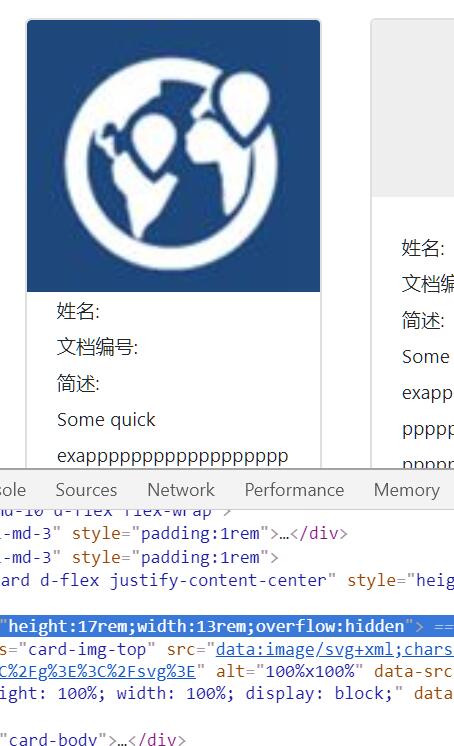 姓名:
文档编号:
简述:
Some quick
exappppppppppppppppppp
姓名:
文档编
简述:
Some
exapp
ppppp
ppppp
sole Sources Network Performance Memory
md-10 d-flex flex-wrap">
-md-3" style="padding:1rem">…</div>
-md-3" style="padding:1rem">
ard d-flex justify-content-center" style="heig
"height:17rem;width:13rem;overflow:hidden"> ==
s="card-img-top" src="data:image/svg+xml;chars
C%2Fg%3E%3C%2Fsvg%3E" alt="100%x100%" data-src
ight: 100%; width: 100%; display: block;" data
"card-body">…</div>